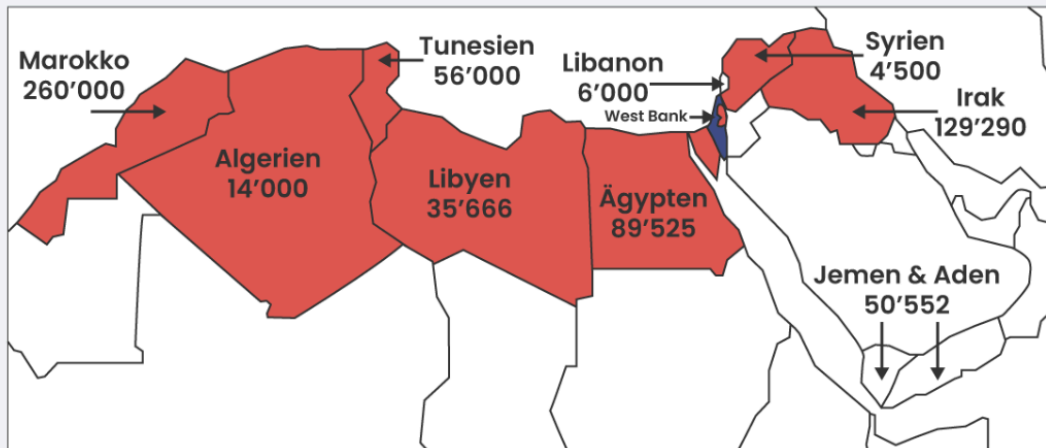 Marokko
260’000
Tunesien
56’000
Libanon
6’000
West Bank
Syrien
4’500
Irak
129’290
Algerien
14’000
Libyen
35’666
Ägypten
89’525
Jemen & Aden
50’552